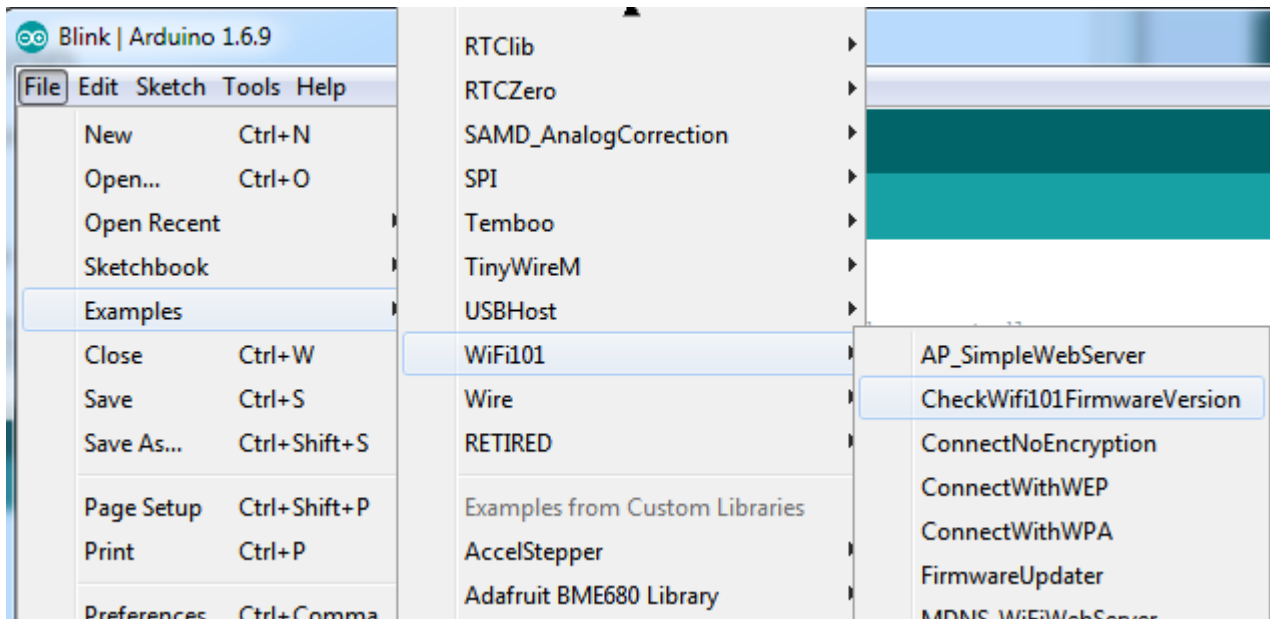 Blink | Arduino 1.6.9
File Edit Sketch Tools Help
New Ctrl+N
Open... Ctrl+O
Open Recent
Sketchbook
Examples
Close Ctrl+W
Save Ctrl+S
Save As... Ctrl+Shift+S
Page Setup Ctrl+Shift+P
Print Ctrl+P
Preferences Ctrl+Comma
RTClib
RTCZero
SAMD_AnalogCorrection
SPI
Temboo
TinyWireM
USBHost
WiFi101
Wire
RETIRED
Examples from Custom Libraries
AccelStepper
Adafruit BME680 Library
AP_SimpleWebServer
CheckWifi101FirmwareVersion
ConnectNoEncryption
ConnectWithWEP
ConnectWithWPA
FirmwareUpdater
MDNS_WiFiWebServer